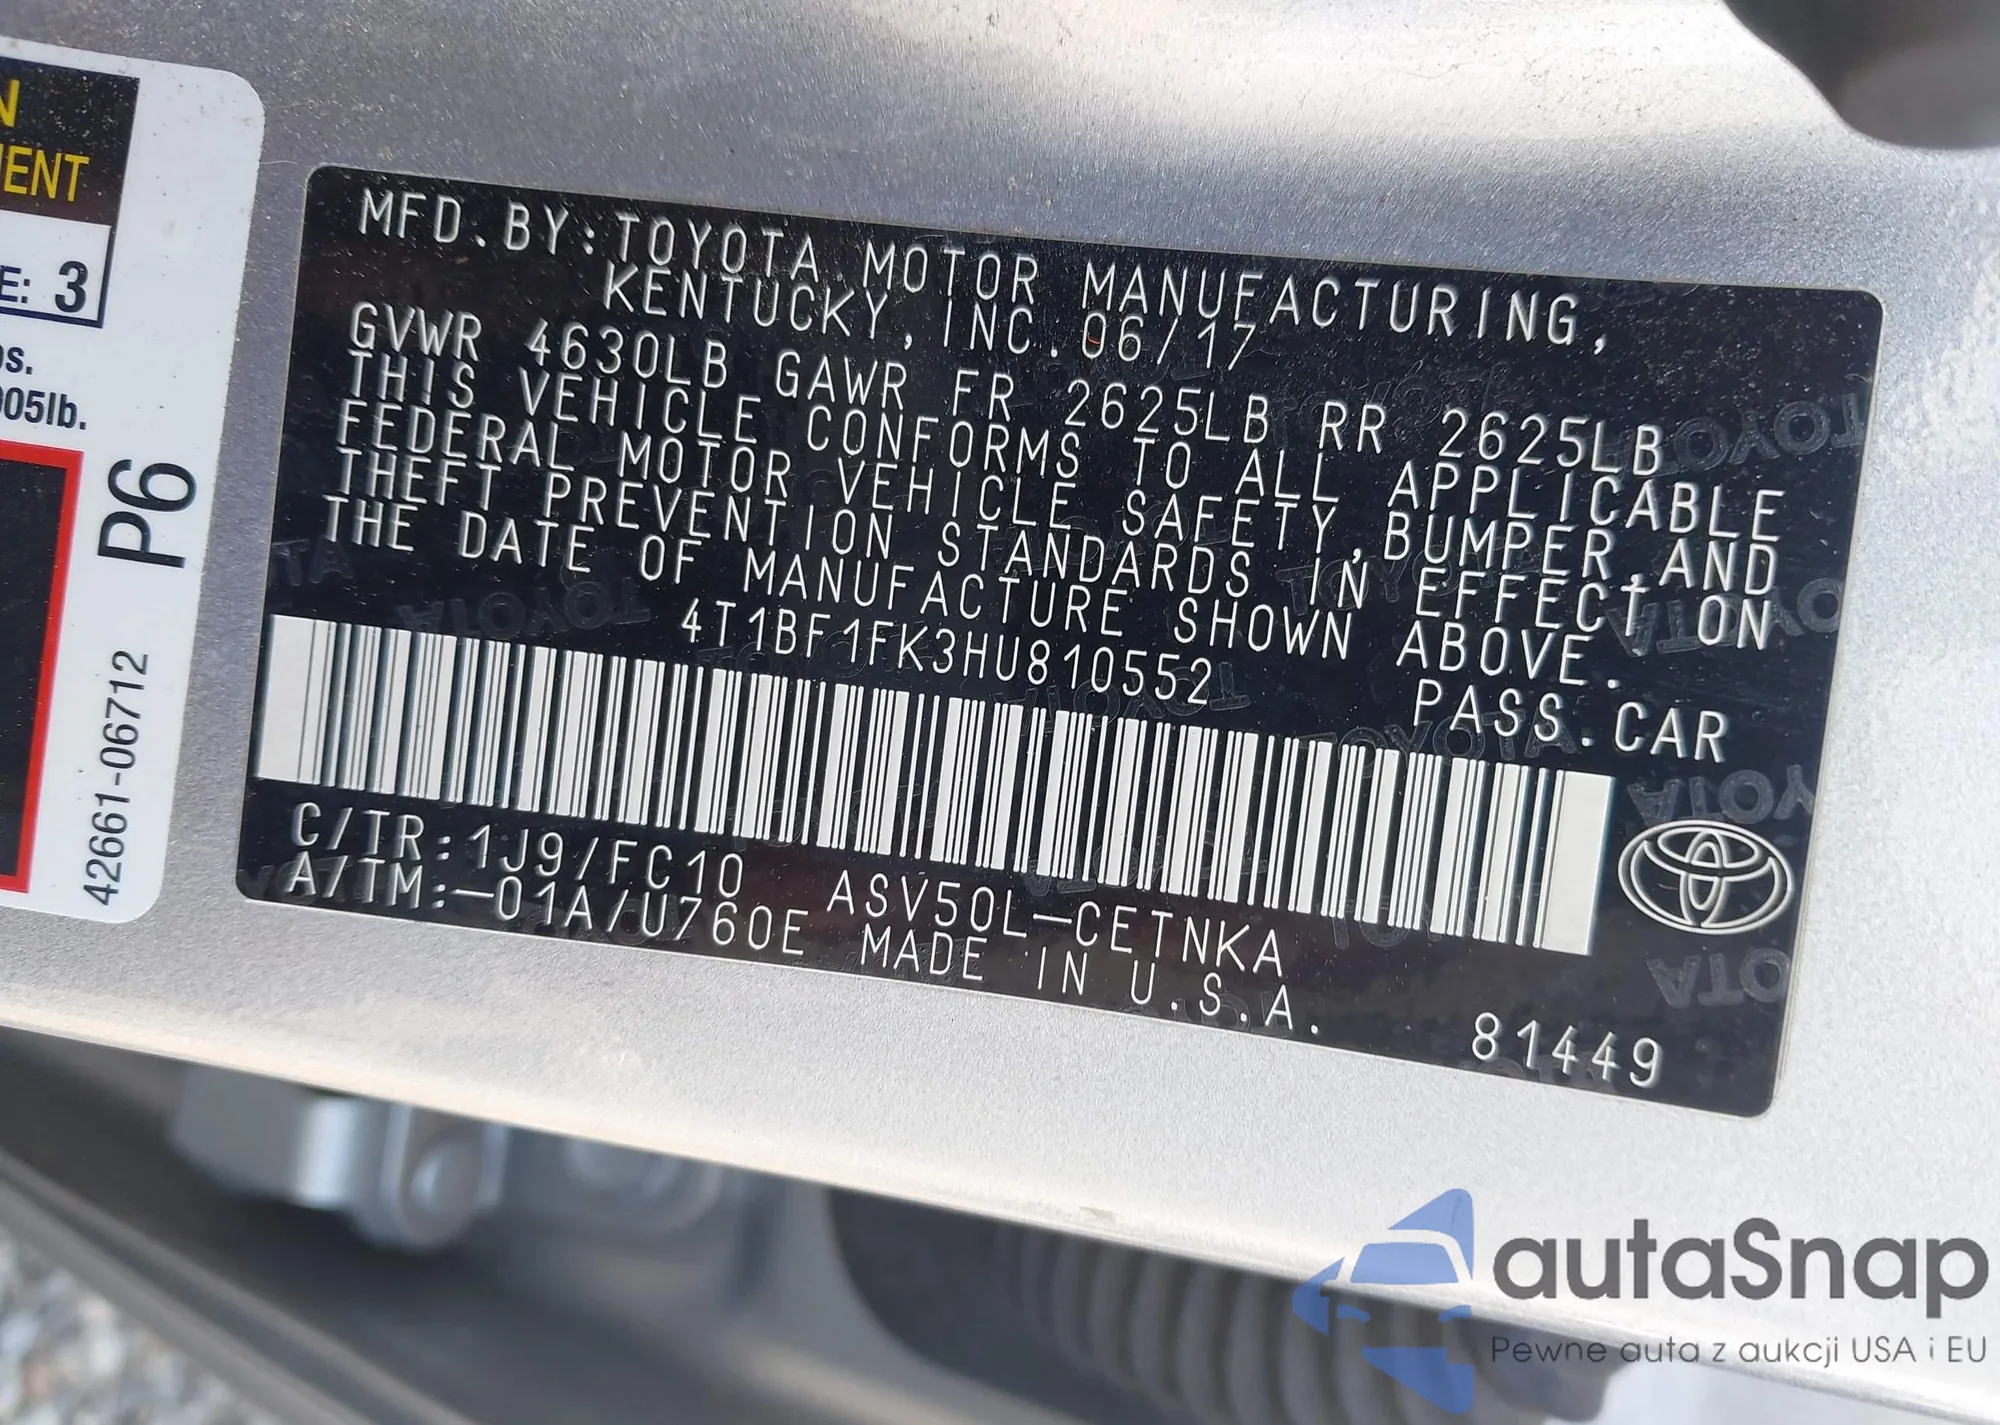 N
MENT
E: 3
os.
005lb.
P6
42661-06712
MFD.BY:TOYOTA MOTOR MANUFACTURING,
KENTUCKY,INC.06/17
GVWR 4630LB GAWR FR 2625LB RR 2625LB
THIS VEHICLE CONFORMS TO ALL APPLICABLE
FEDERAL MOTOR VEHICLE SAFETY,BUMPER,AND
THEFT PREVENTION STANDARDS IN EFFECT ON
THE DATE OF MANUFACTURE SHOWN ABOVE.
4T1BF1FK3HU810552
PASS.CAR
C/TR:1J9/FC10 ASV50L-CETNKA
A/TM:-01A/U760E MADE IN U.S.A.
81449
autaSnap
Pewne auta z aukcji USA i EU